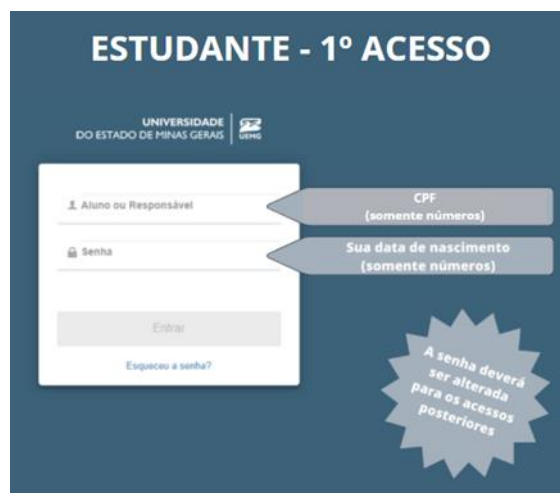 ESTUDANTE - 1º ACESSO
UNIVERSIDADE
DO ESTADO DE MINAS GERAIS
UEMG
Aluno ou Responsável
CPF
(somente números)
Senha
Sua data de nascimento
(somente números)
Entrar
Esqueceu a senha?
A senha deverá
ser alterada
para os acessos
posteriores